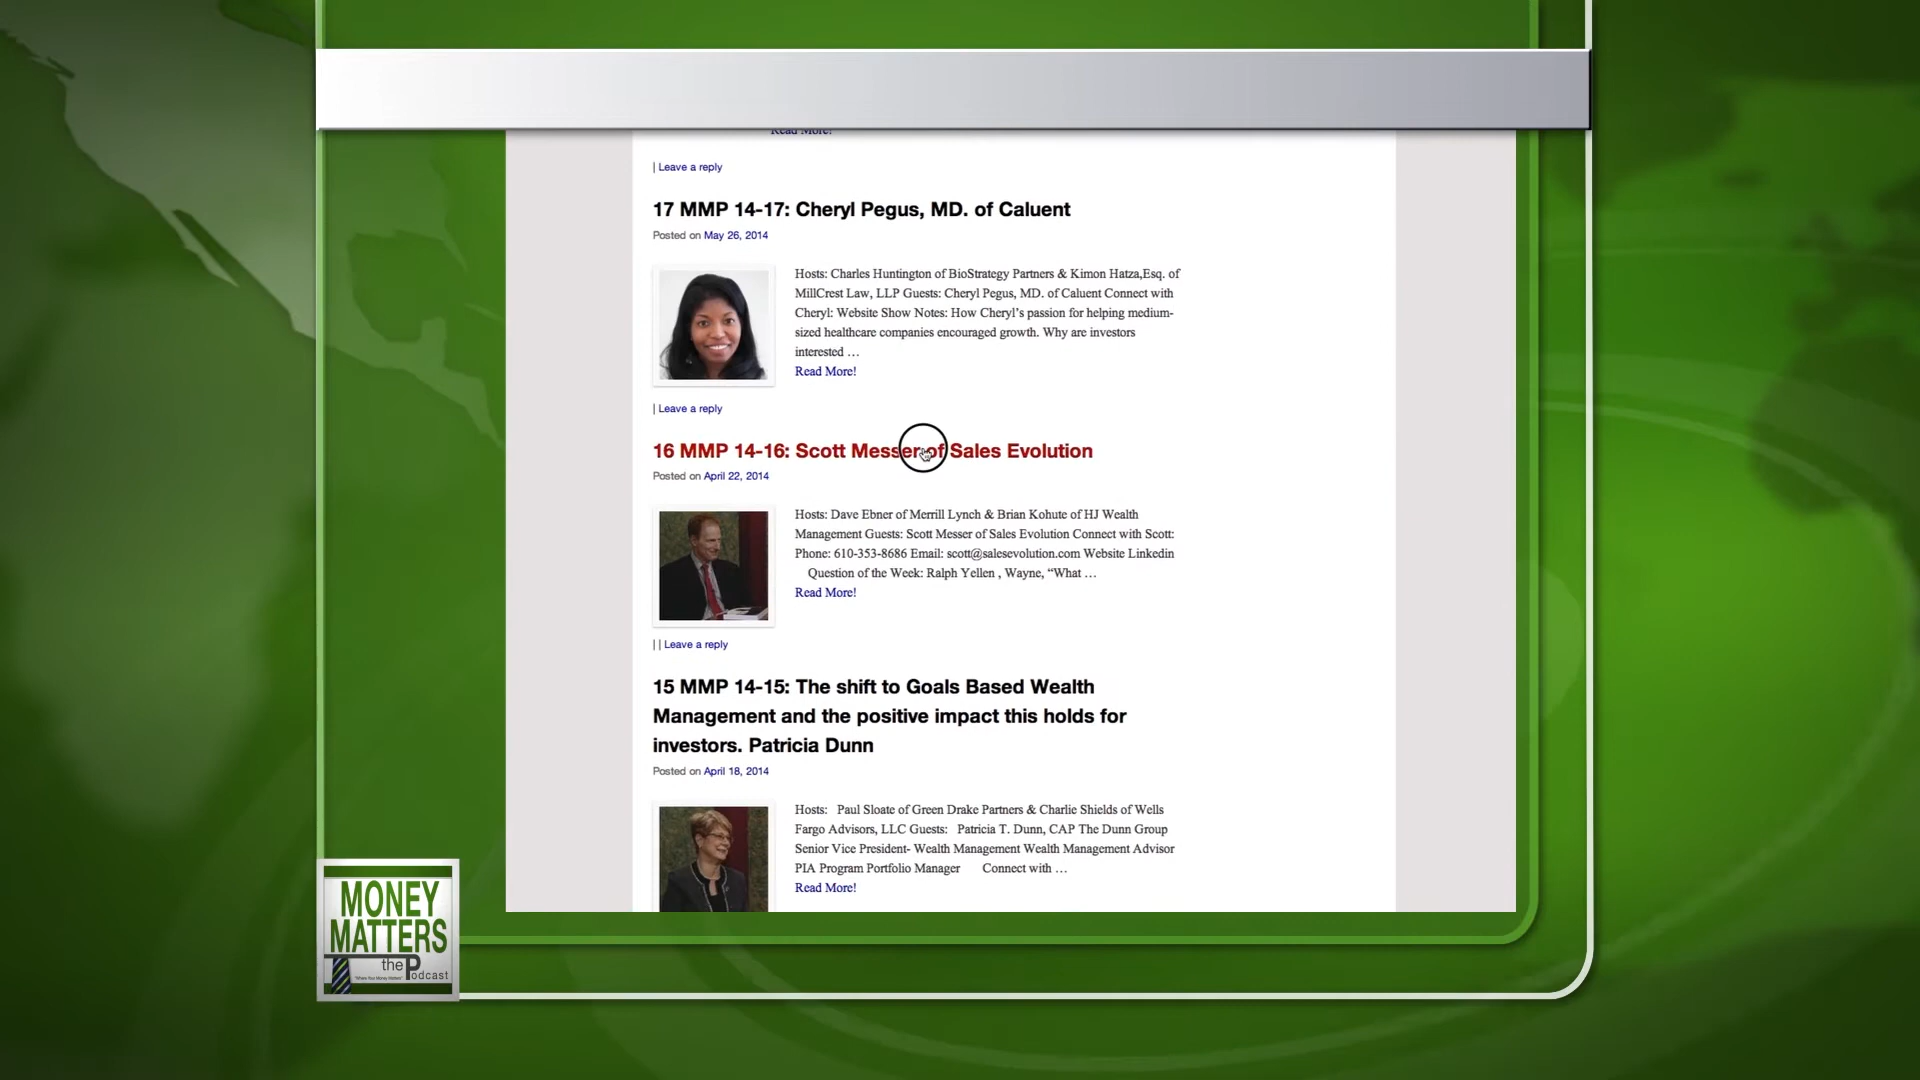 Read More!
| Leave a reply
17 MMP 14-17: Cheryl Pegus, MD. of Caluent
Posted on May 26, 2014
Hosts: Charles Huntington of BioStrategy Partners & Kimon Hatza,Esq. of
MillCrest Law, LLP Guests: Cheryl Pegus, MD. of Caluent Connect with
Cheryl: Website Show Notes: How Cheryl’s passion for helping medium-
sized healthcare companies encouraged growth. Why are investors
interested …
Read More!
| Leave a reply
16 MMP 14-16: Scott Messer of Sales Evolution
Posted on April 22, 2014
Hosts: Dave Ebner of Merrill Lynch & Brian Kohute of HJ Wealth
Management Guests: Scott Messer of Sales Evolution Connect with Scott:
Phone: 610-353-8686 Email: scott@salesevolution.com Website Linkedin
Question of the Week: Ralph Yellen , Wayne, “What …
Read More!
| | Leave a reply
15 MMP 14-15: The shift to Goals Based Wealth
Management and the positive impact this holds for
investors. Patricia Dunn
Posted on April 18, 2014
Hosts: Paul Sloate of Green Drake Partners & Charlie Shields of Wells
Fargo Advisors, LLC Guests: Patricia T. Dunn, CAP The Dunn Group
Senior Vice President- Wealth Management Wealth Management Advisor
PIA Program Portfolio Manager Connect with …
Read More!
MONEY
MATTERS
the Podcast
"Where Your Money Matters"